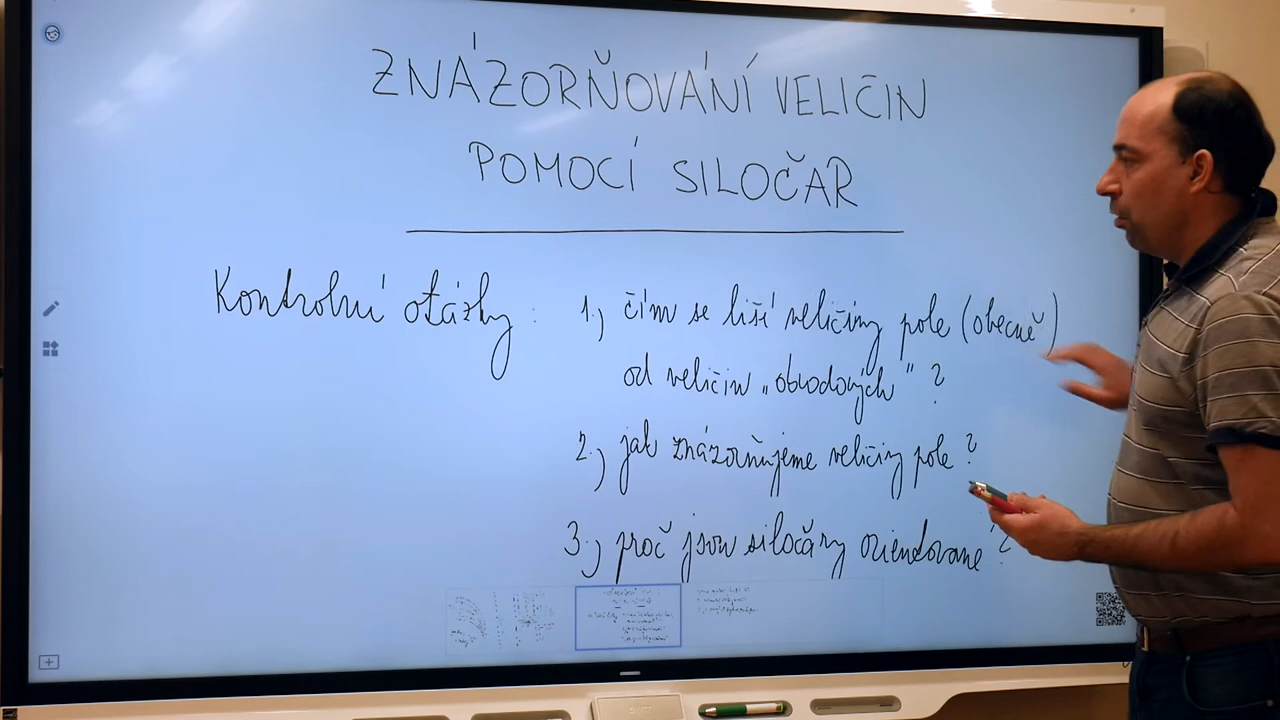 ZNÁZORŇOVÁNÍ VELIČIN
POMOCÍ SILOČAR
Kontrolní otázky : 1.) čím se liší veličiny pole (obecně)
od veličin „obvodových" ?
2.) jak znázorňujeme veličiny pole ?
3.) proč jsou siločáry orientované ?